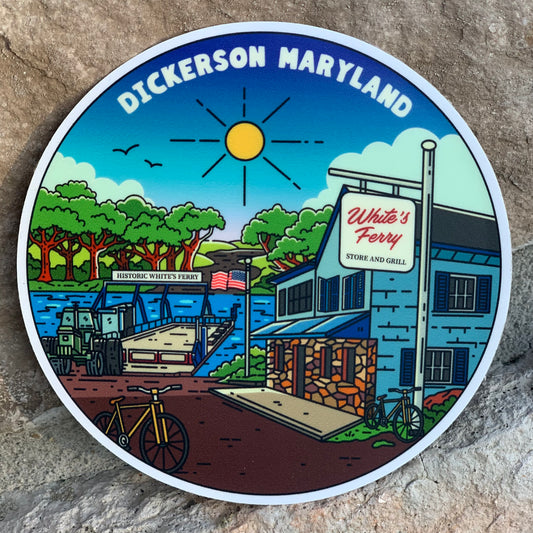 DICKERSON MARYLAND
White's
Ferry
STORE AND GRILL
HISTORIC WHITE'S FERRY